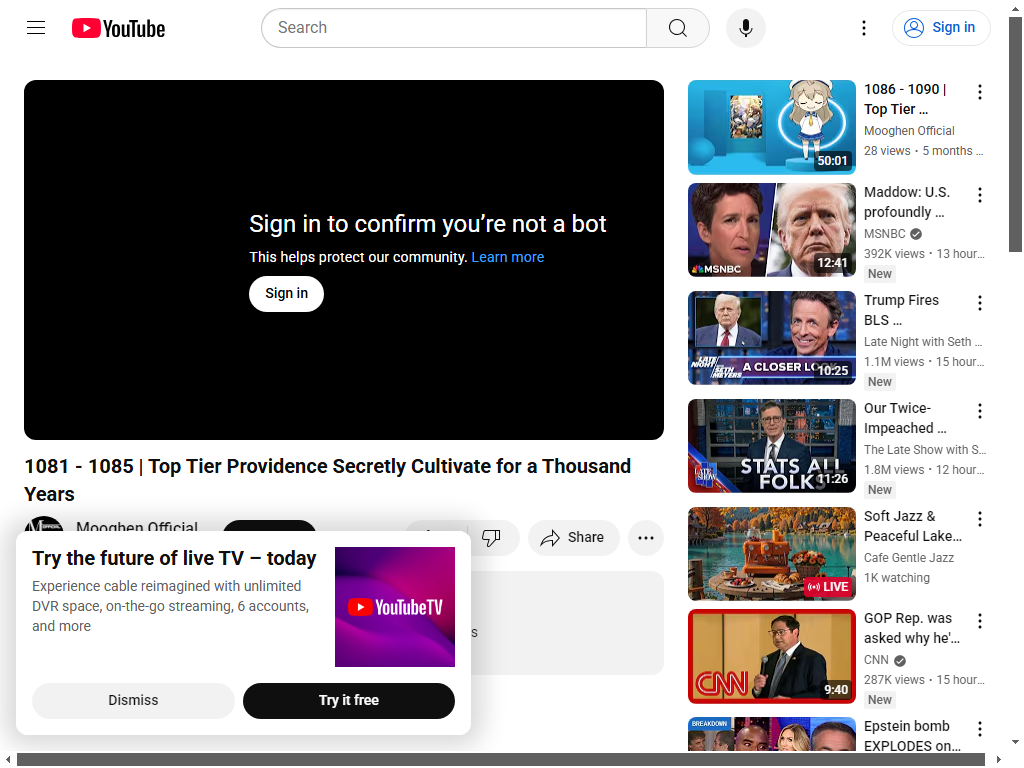 YouTube
Search
Sign in
Sign in to confirm you're not a bot
This helps protect our community. Learn more
Sign in
1081 - 1085 | Top Tier Providence Secretly Cultivate for a Thousand
Years
Mooghen Official
Share
Try the future of live TV – today
Experience cable reimagined with unlimited
DVR space, on-the-go streaming, 6 accounts,
and more
YouTubeTV
Dismiss
Try it free
s
50:01
1086 - 1090 |
Top Tier ...
Mooghen Official
28 views • 5 months ...
MSNBC
12:41
Maddow: U.S.
profoundly ...
MSNBC
392K views • 13 hour...
New
LATE NIGHT WITH SETH MEYERS
A CLOSER LOOK
10:25
Trump Fires
BLS ...
Late Night with Seth ...
1.1M views • 15 hour...
New
LATE SHOW
STATS ALL
FOLKS
11:26
Our Twice-
Impeached ...
The Late Show with S...
1.8M views • 12 hour...
New
LIVE
Soft Jazz &
Peaceful Lake...
Cafe Gentle Jazz
1K watching
CNN
9:40
GOP Rep. was
asked why he'...
CNN
287K views • 15 hour...
New
BREAKDOWN
Epstein bomb
EXPLODES on...